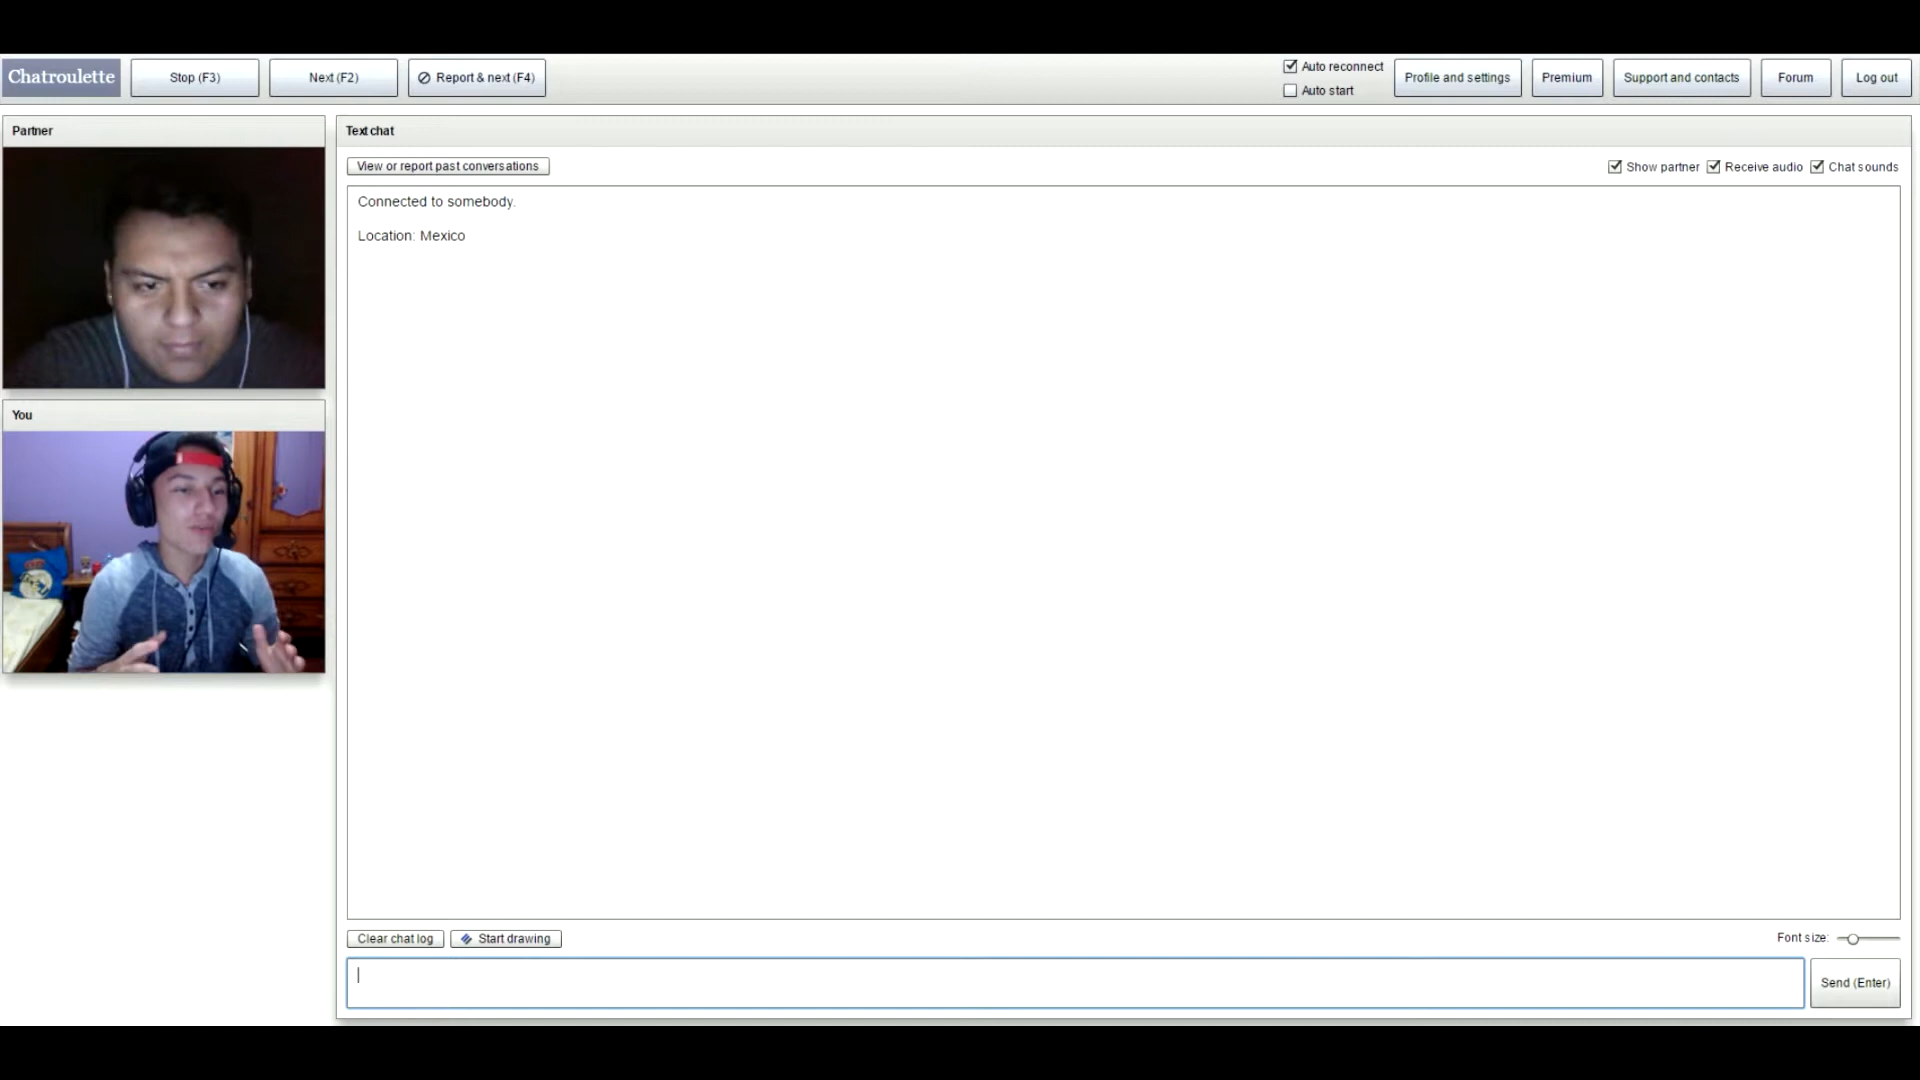 Chatroulette
Stop (F3)
Next (F2)
Report & next (F4)
Auto reconnect
Auto start
Profile and settings
Premium
Support and contacts
Forum
Log out
Partner
You
Text chat
View or report past conversations
Show partner
Receive audio
Chat sounds
Connected to somebody.
Location: Mexico
Clear chat log
Start drawing
Font size:
Send (Enter)